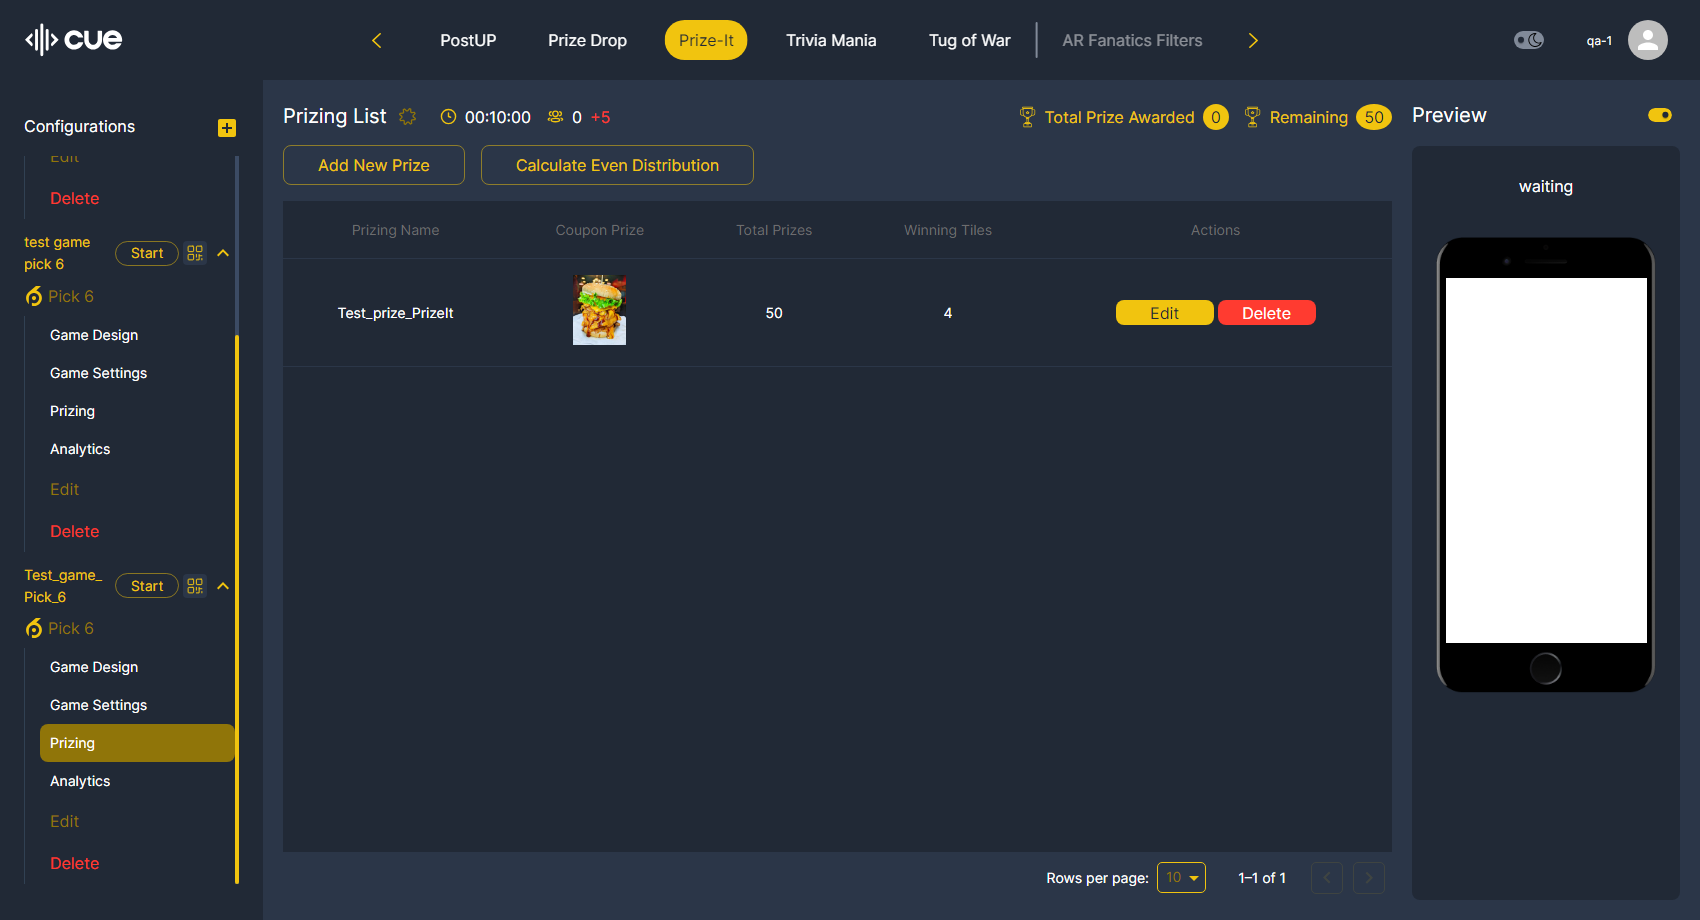 cue
PostUP
Prize Drop
Prize-It
Trivia Mania
Tug of War
AR Fanatics Filters
qa-1
Configurations
Edit
Delete
test game
pick 6
Start
Pick 6
Game Design
Game Settings
Prizing
Analytics
Edit
Delete
Test_game_
Pick_6
Start
Pick 6
Game Design
Game Settings
Prizing
Analytics
Edit
Delete
Prizing List
00:10:00
0 +5
Total Prize Awarded 0
Remaining 50
Add New Prize
Calculate Even Distribution
Prizing Name
Coupon Prize
Total Prizes
Winning Tiles
Actions
Test_prize_PrizeIt
50
4
Edit
Delete
Rows per page: 10
1–1 of 1
Preview
waiting